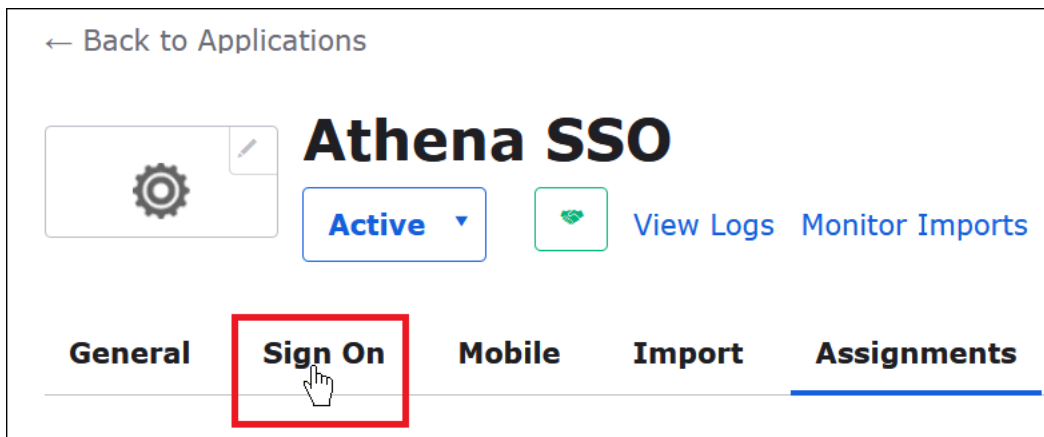 ← Back to Applications
Athena SSO
Active
View Logs Monitor Imports
General Sign On Mobile Import Assignments